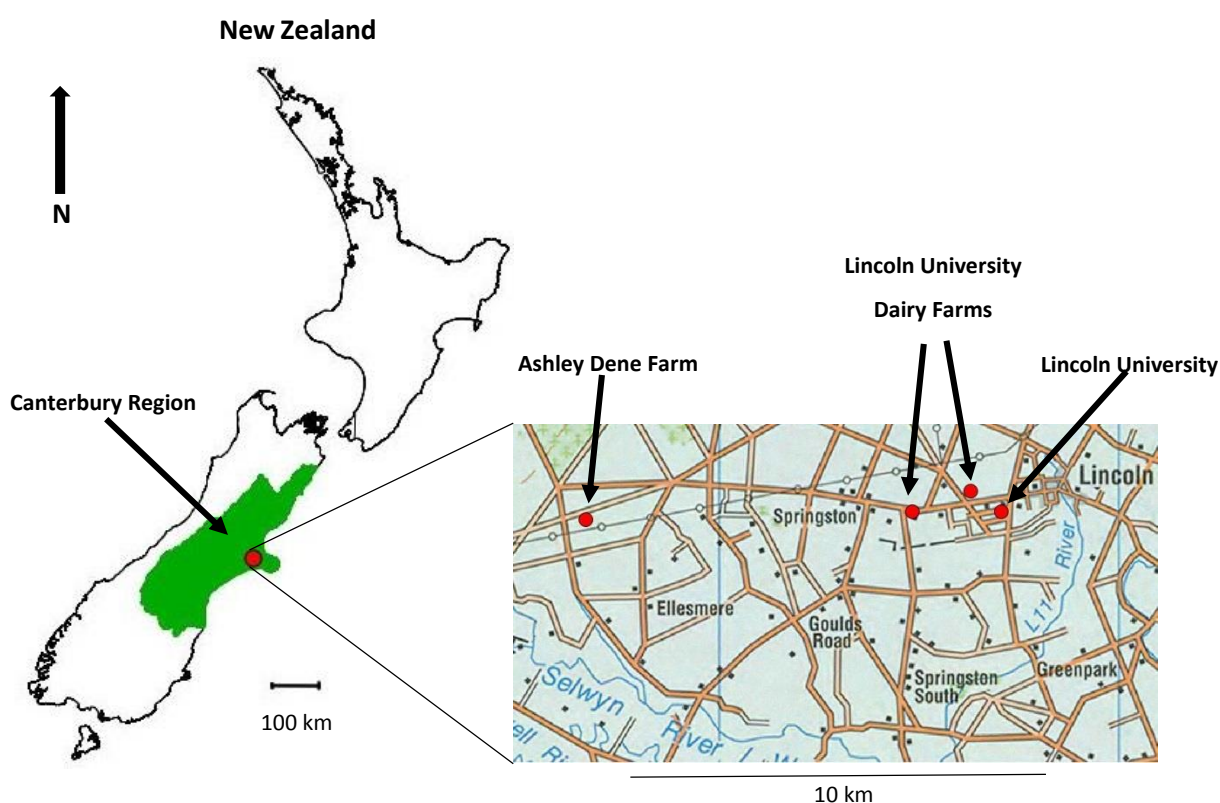 New Zealand
N
Canterbury Region
100 km
Ashley Dene Farm
Lincoln University
Dairy Farms
Lincoln University
Lincoln
Springston
Ellesmere
Goulds
Road
River
L11
Greenpark
Springston
South
Selwyn
River
10 km